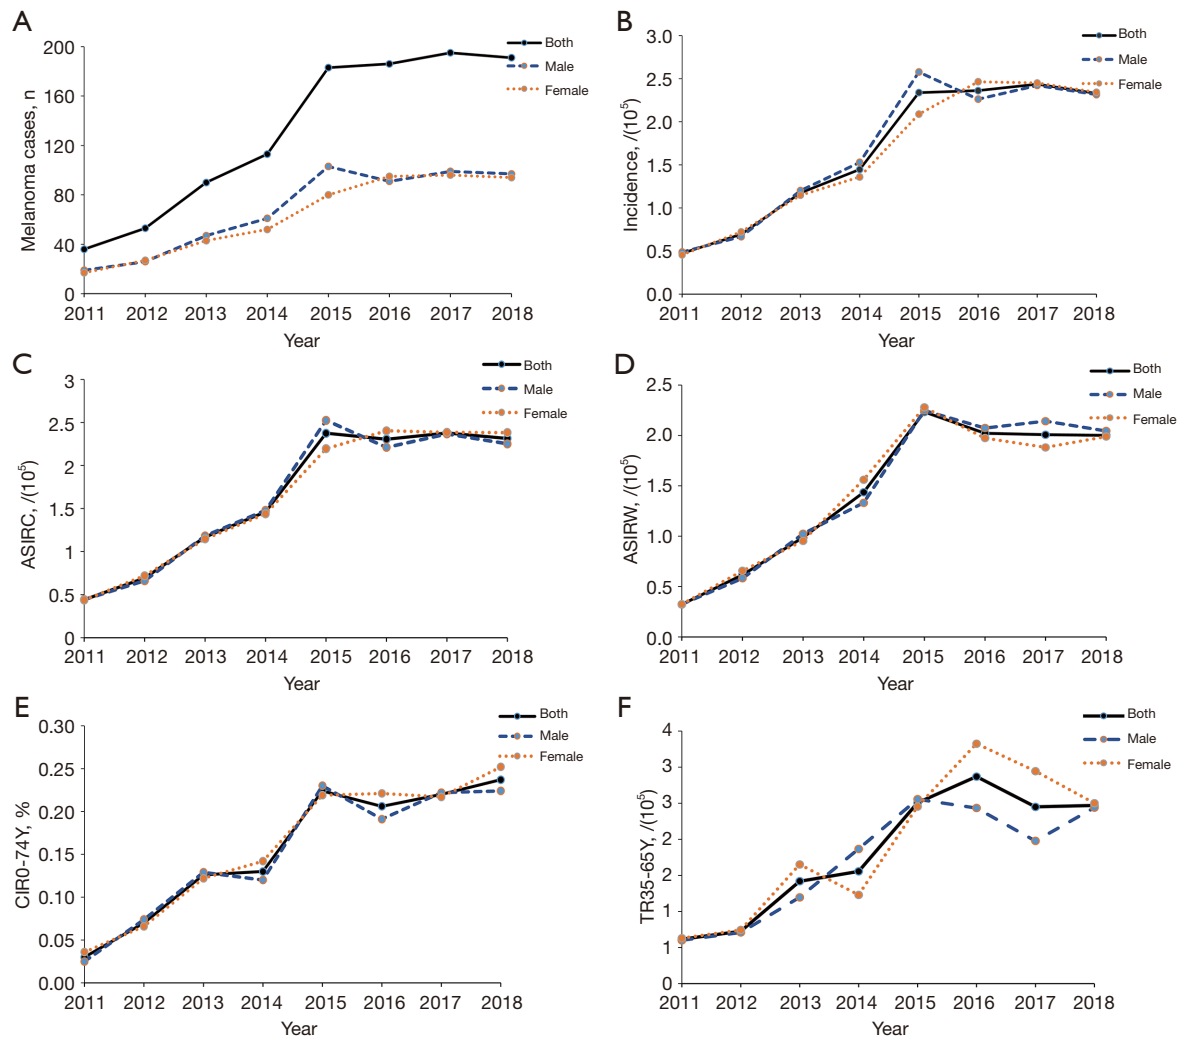 A
Both
Male
Female
Melanoma cases, n
200
160
120
80
40
0
2011 2012 2013 2014 2015 2016 2017 2018
Year
B
Both
Male
Female
Incidence, /(10⁵)
3.0
2.5
2.0
1.5
1.0
0.5
0.0
2011 2012 2013 2014 2015 2016 2017 2018
Year
C
Both
Male
Female
ASIRC, /(10⁵)
3
2.5
2
1.5
1
0.5
0
2011 2012 2013 2014 2015 2016 2017 2018
Year
D
Both
Male
Female
ASIRW, /(10⁵)
2.5
2.0
1.5
1.0
0.5
0.0
2011 2012 2013 2014 2015 2016 2017 2018
Year
E
Both
Male
Female
CIR0-74Y, %
0.30
0.25
0.20
0.15
0.10
0.05
0.00
2011 2012 2013 2014 2015 2016 2017 2018
Year
F
Both
Male
Female
TR35-65Y, /(10⁵)
4
3
3
2
2
1
1
0
2011 2012 2013 2014 2015 2016 2017 2018
Year